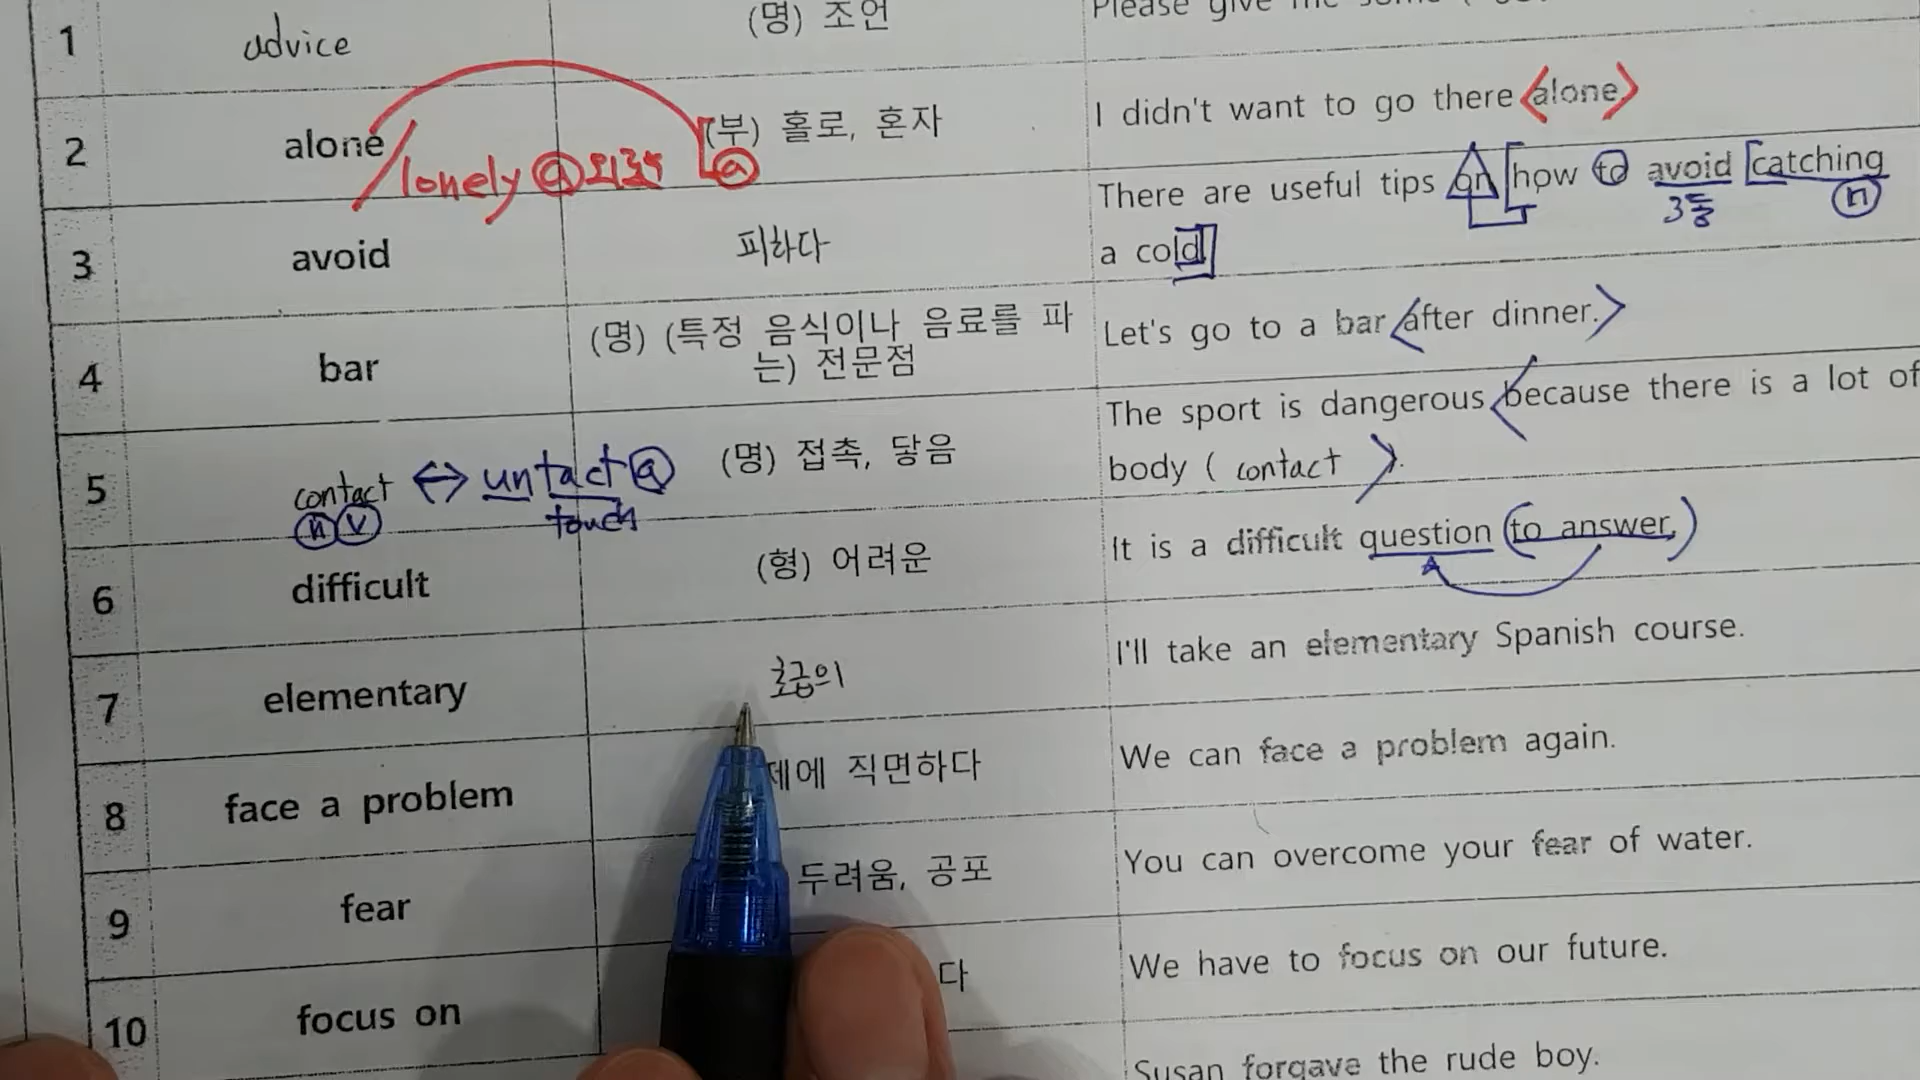 1 advice (명) 조언 Please give me some
2 alone (부) 홀로, 혼자 I didn't want to go there <alone>
/lonely ⓐ ⓐ
There are useful tips on [how to avoid [catching
3동 ⓝ
3 avoid 피하다 a cold]
4 bar (명) (특정 음식이나 음료를 파 Let's go to a bar <after dinner.>
는) 전문점
The sport is dangerous <because there is a lot of
5 contact ↔ untact ⓐ (명) 접촉, 닿음 body ( contact ).
ⓝ ⓥ touch
6 difficult (형) 어려운 It is a difficult question (to answer.)
7 elementary 초급의 I'll take an elementary Spanish course.
8 face a problem 제에 직면하다 We can face a problem again.
9 fear 두려움, 공포 You can overcome your fear of water.
10 focus on 다 We have to focus on our future.
Susan forgave the rude boy.